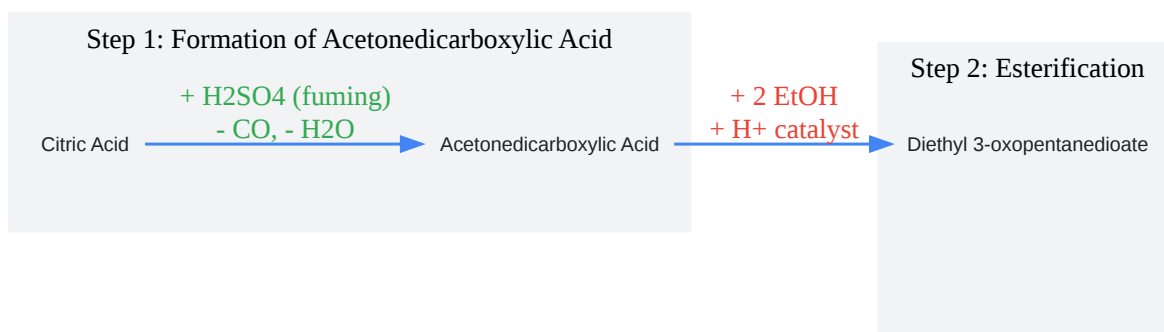 Step 1: Formation of Acetonedicarboxylic Acid
+ H2SO4 (fuming)
- CO, - H2O
Citric Acid
Acetonedicarboxylic Acid
+ 2 EtOH
+ H+ catalyst
Step 2: Esterification
Diethyl 3-oxopentanedioate